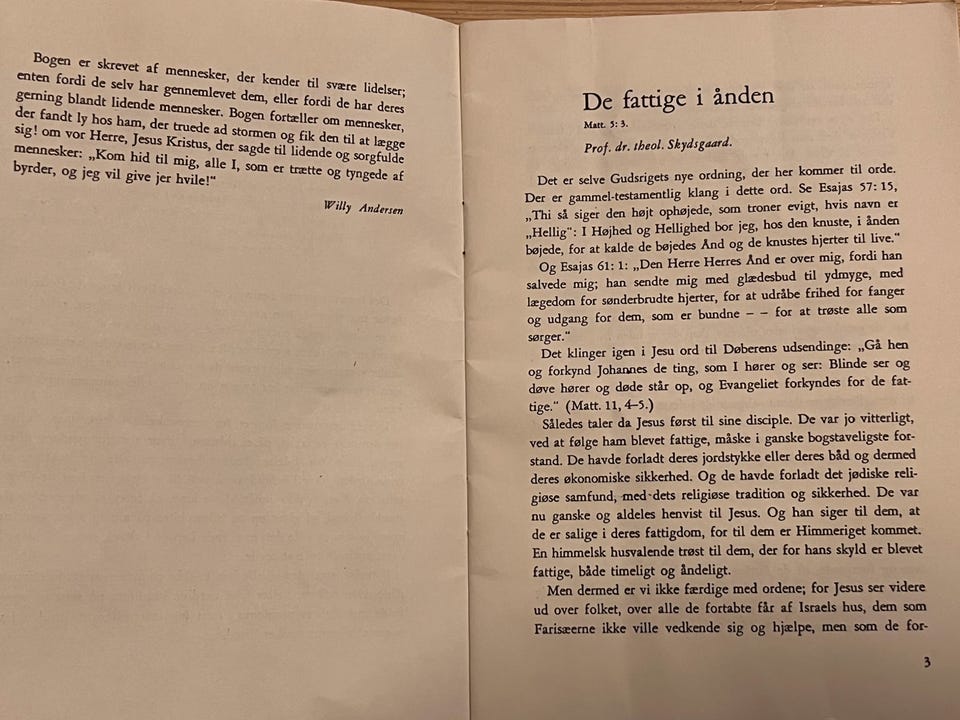 Bogen er skrevet af mennesker, der kender til svære lidelser;
enten fordi de selv har gennemlevet dem, eller fordi de har deres
gerning blandt lidende mennesker. Bogen fortæller om mennesker,
der fandt ly hos ham, der truede ad stormen og fik den til at lægge
sig! om vor Herre, Jesus Kristus, der sagde til lidende og sorgfulde
mennesker: „Kom hid til mig, alle I, som er trætte og tyngede af
byrder, og jeg vil give jer hvile!“
Willy Andersen
De fattige i ånden
Matt. 5: 3.
Prof. dr. theol. Skydsgaard.
Det er selve Gudsrigets nye ordning, der her kommer til orde.
Der er gammel-testamentlig klang i dette ord. Se Esajas 57: 15,
„Thi så siger den højt ophøjede, som troner evigt, hvis navn er
„Hellig“: I Højhed og Hellighed bor jeg, hos den knuste, i ånden
bøjede, for at kalde de bøjedes Ånd og de knustes hjerter til live.“
Og Esajas 61: 1: „Den Herre Herres Ånd er over mig, fordi han
salvede mig; han sendte mig med glædesbud til ydmyge, med
lægedom for sønderbrudte hjerter, for at udråbe frihed for fanger
og udgang for dem, som er bundne – – for at trøste alle som
sørger.“
Det klinger igen i Jesu ord til Døberens udsendinge: „Gå hen
og forkynd Johannes de ting, som I hører og ser: Blinde ser og
døve hører og døde står op, og Evangeliet forkyndes for de fat-
tige.“ (Matt. 11, 4–5.)
Således taler da Jesus først til sine disciple. De var jo vitterligt,
ved at følge ham blevet fattige, måske i ganske bogstaveligste for-
stand. De havde forladt deres jordstykke eller deres båd og dermed
deres økonomiske sikkerhed. Og de havde forladt det jødiske reli-
giøse samfund, med dets religiøse tradition og sikkerhed. De var
nu ganske og aldeles henvist til Jesus. Og han siger til dem, at
de er salige i deres fattigdom, for til dem er Himmeriget kommet.
En himmelsk husvalende trøst til dem, der for hans skyld er blevet
fattige, både timeligt og åndeligt.
Men dermed er vi ikke færdige med ordene; for Jesus ser videre
ud over folket, over alle de fortabte får af Israels hus, dem som
Farisæerne ikke ville vedkende sig og hjælpe, men som de for-
3